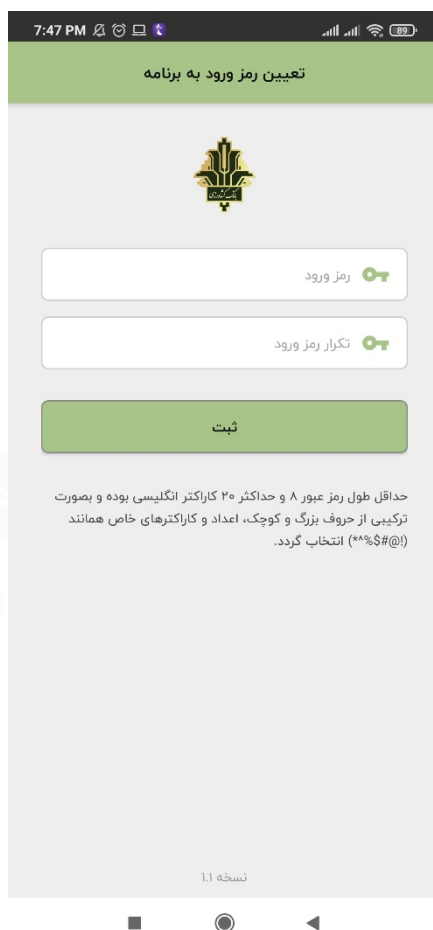 7:47 PM
89
تعیین رمز ورود به برنامه
بانک کشاورزی
رمز ورود
تکرار رمز ورود
ثبت
حداقل طول رمز عبور ۸ و حداکثر ۲۰ کاراکتر انگلیسی بوده و بصورت
ترکیبی از حروف بزرگ و کوچک، اعداد و کاراکترهای خاص همانند
(!@#$%^*) انتخاب گردد.
نسخه ۱.۱